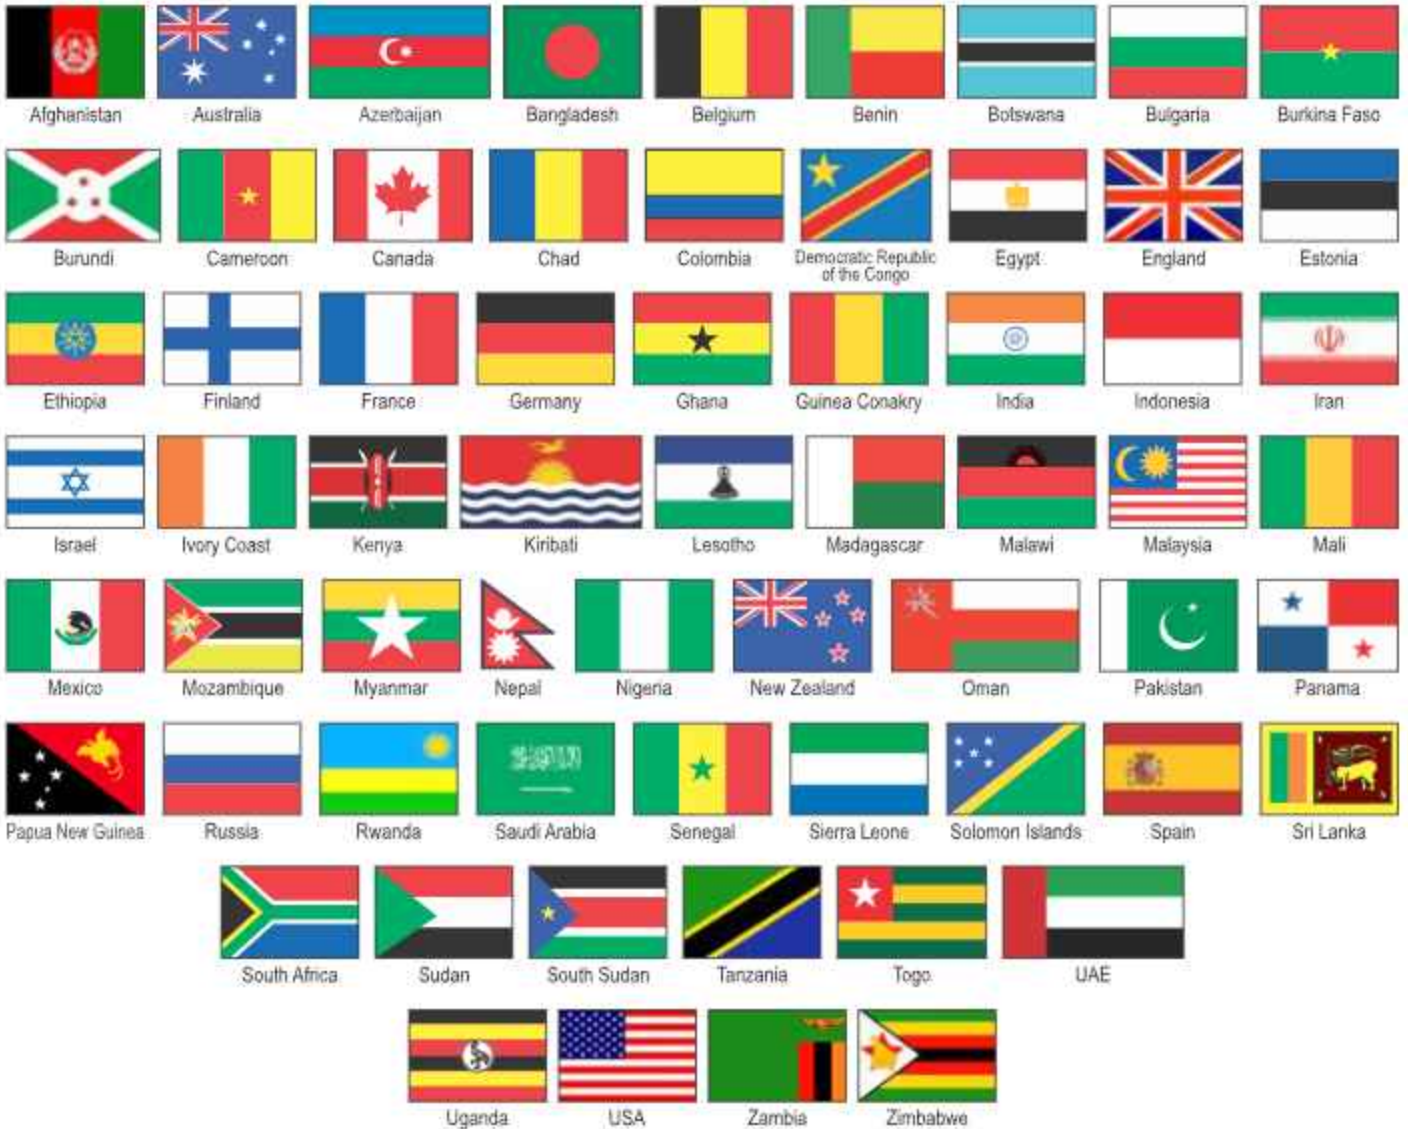 Afghanistan
Australia
Azerbaijan
Bangladesh
Belgium
Benin
Botswana
Bulgaria
Burkina Faso
Burundi
Cameroon
Canada
Chad
Colombia
Democratic Republic
of the Congo
Egypt
England
Estonia
Ethiopia
Finland
France
Germany
Ghana
Guinea Conakry
India
Indonesia
Iran
Israel
Ivory Coast
Kenya
Kiribati
Lesotho
Madagascar
Malawi
Malaysia
Mali
Mexico
Mozambique
Myanmar
Nepal
Nigeria
New Zealand
Oman
Pakistan
Panama
Papua New Guinea
Russia
Rwanda
Saudi Arabia
Senegal
Sierra Leone
Solomon Islands
Spain
Sri Lanka
South Africa
Sudan
South Sudan
Tanzania
Togo
UAE
Uganda
USA
Zambia
Zimbabwe